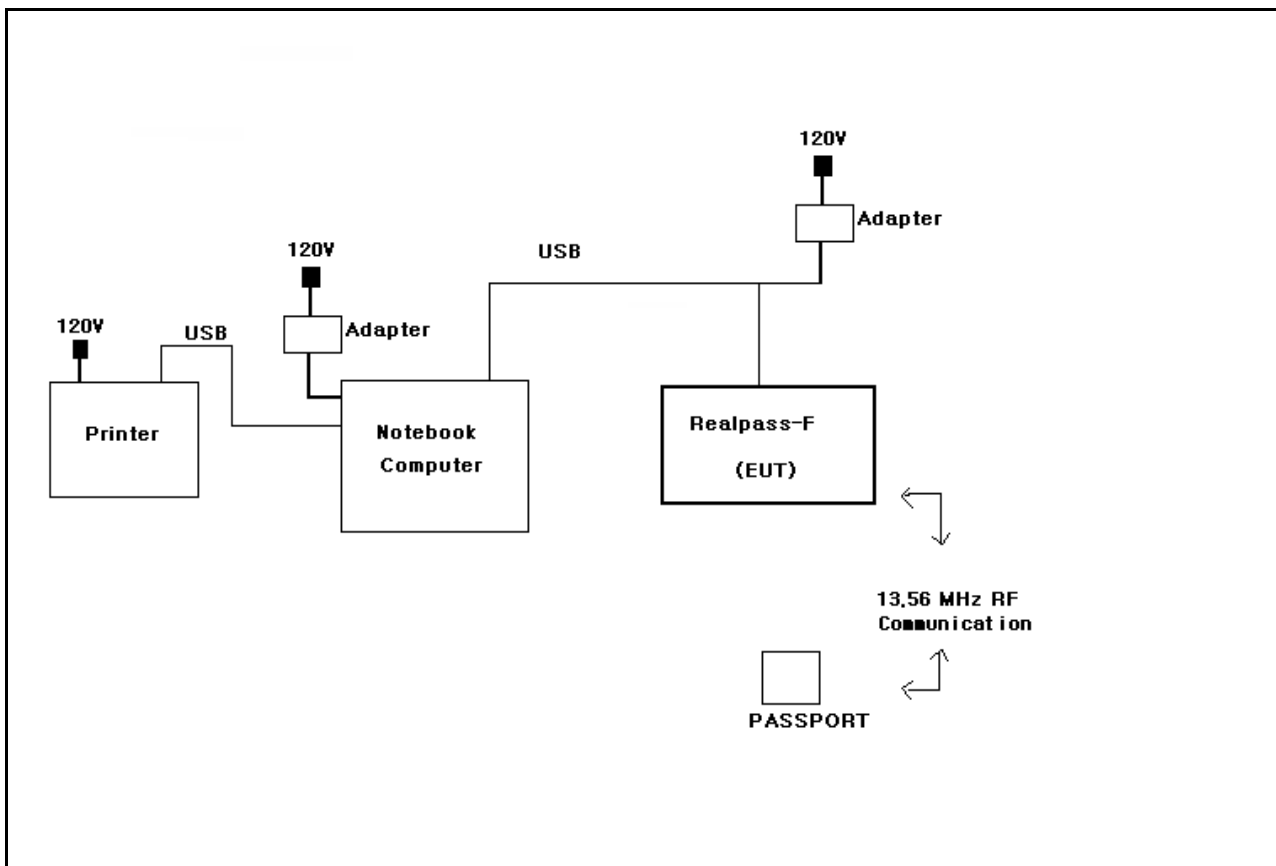 120V
Adapter
120V
USB
Adapter
120V
USB
Printer
Notebook
Computer
Realpass-F
(EUT)
13,56 MHz RF
Communication
PASSPORT